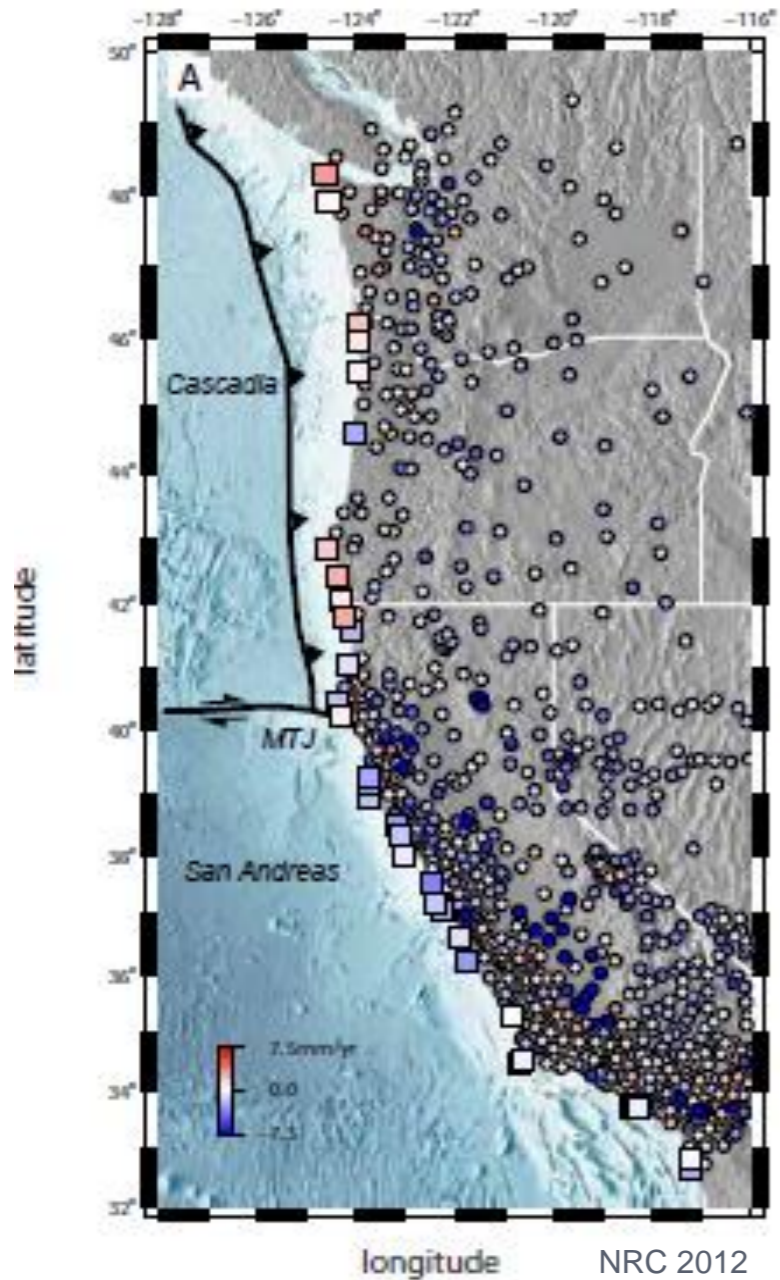 −128° −126° −124° −122° −120° −118° −116°
50°
A
48°
46°
Cascadia
44°
latitude
42°
40°
MTJ
38°
San Andreas
36°
7.5mm/yr
34°
0.0
-7.5
32°
longitude
NRC 2012